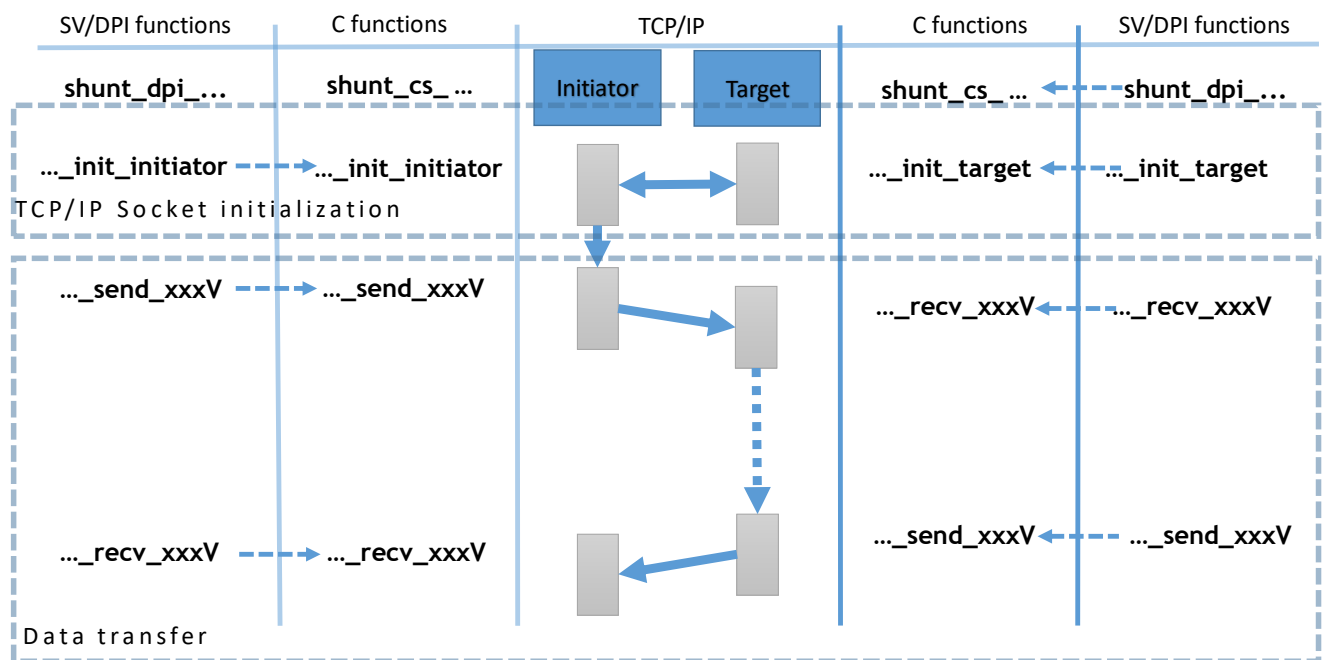 SV/DPI functions C functions TCP/IP C functions SV/DPI functions
shunt_dpi_... shunt_cs_ ... Initiator Target shunt_cs_ ... shunt_dpi_...
..._init_initiator ..._init_initiator ..._init_target ..._init_target
TCP/IP Socket initialization
..._send_xxxV ..._send_xxxV ..._recv_xxxV ..._recv_xxxV
..._recv_xxxV ..._recv_xxxV ..._send_xxxV ..._send_xxxV
Data transfer